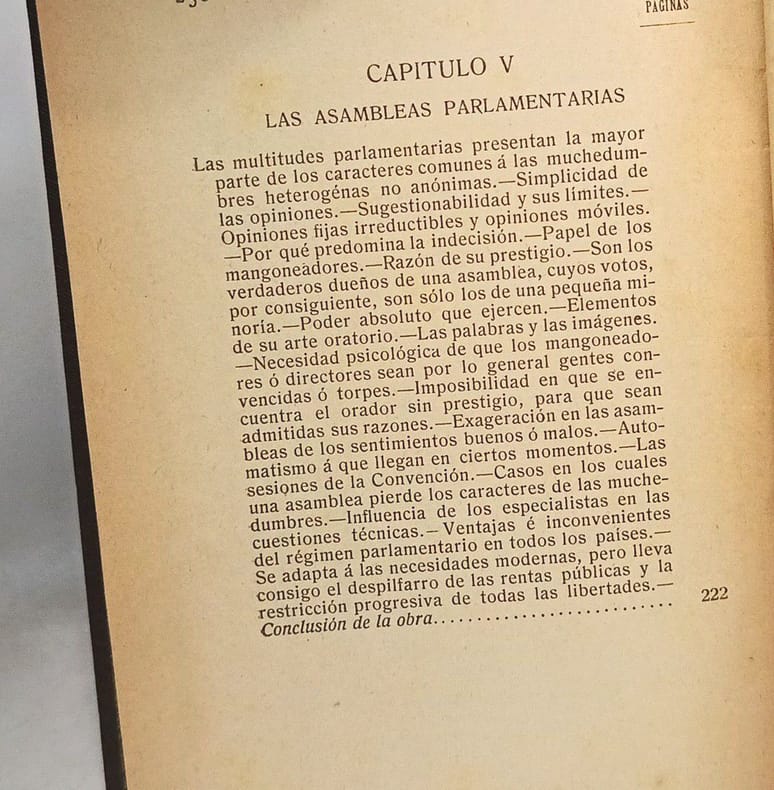 PÁGINAS
CAPITULO V
LAS ASAMBLEAS PARLAMENTARIAS
Las multitudes parlamentarias presentan la mayor
parte de los caracteres comunes á las muchedum-
bres heterogénas no anónimas.—Simplicidad de
las opiniones.—Sugestionabilidad y sus límites.—
Opiniones fijas irreductibles y opiniones móviles.
—Por qué predomina la indecisión.—Papel de los
mangoneadores.—Razón de su prestigio.—Son los
verdaderos dueños de una asamblea, cuyos votos,
por consiguiente, son sólo los de una pequeña mi-
noría.—Poder absoluto que ejercen.—Elementos
de su arte oratorio.—Las palabras y las imágenes.
—Necesidad psicológica de que los mangoneado-
res ó directores sean por lo general gentes con-
vencidas ó torpes.—Imposibilidad en que se en-
cuentra el orador sin prestigio, para que sean
admitidas sus razones.—Exageración en las asam-
bleas de los sentimientos buenos ó malos.—Auto-
matismo á que llegan en ciertos momentos.—Las
sesiones de la Convención.—Casos en los cuales
una asamblea pierde los caracteres de las muche-
dumbres.—Influencia de los especialistas en las
cuestiones técnicas.—Ventajas é inconvenientes
del régimen parlamentario en todos los países.—
Se adapta á las necesidades modernas, pero lleva
consigo el despilfarro de las rentas públicas y la
restricción progresiva de todas las libertades.—
Conclusión de la obra.......................... 222